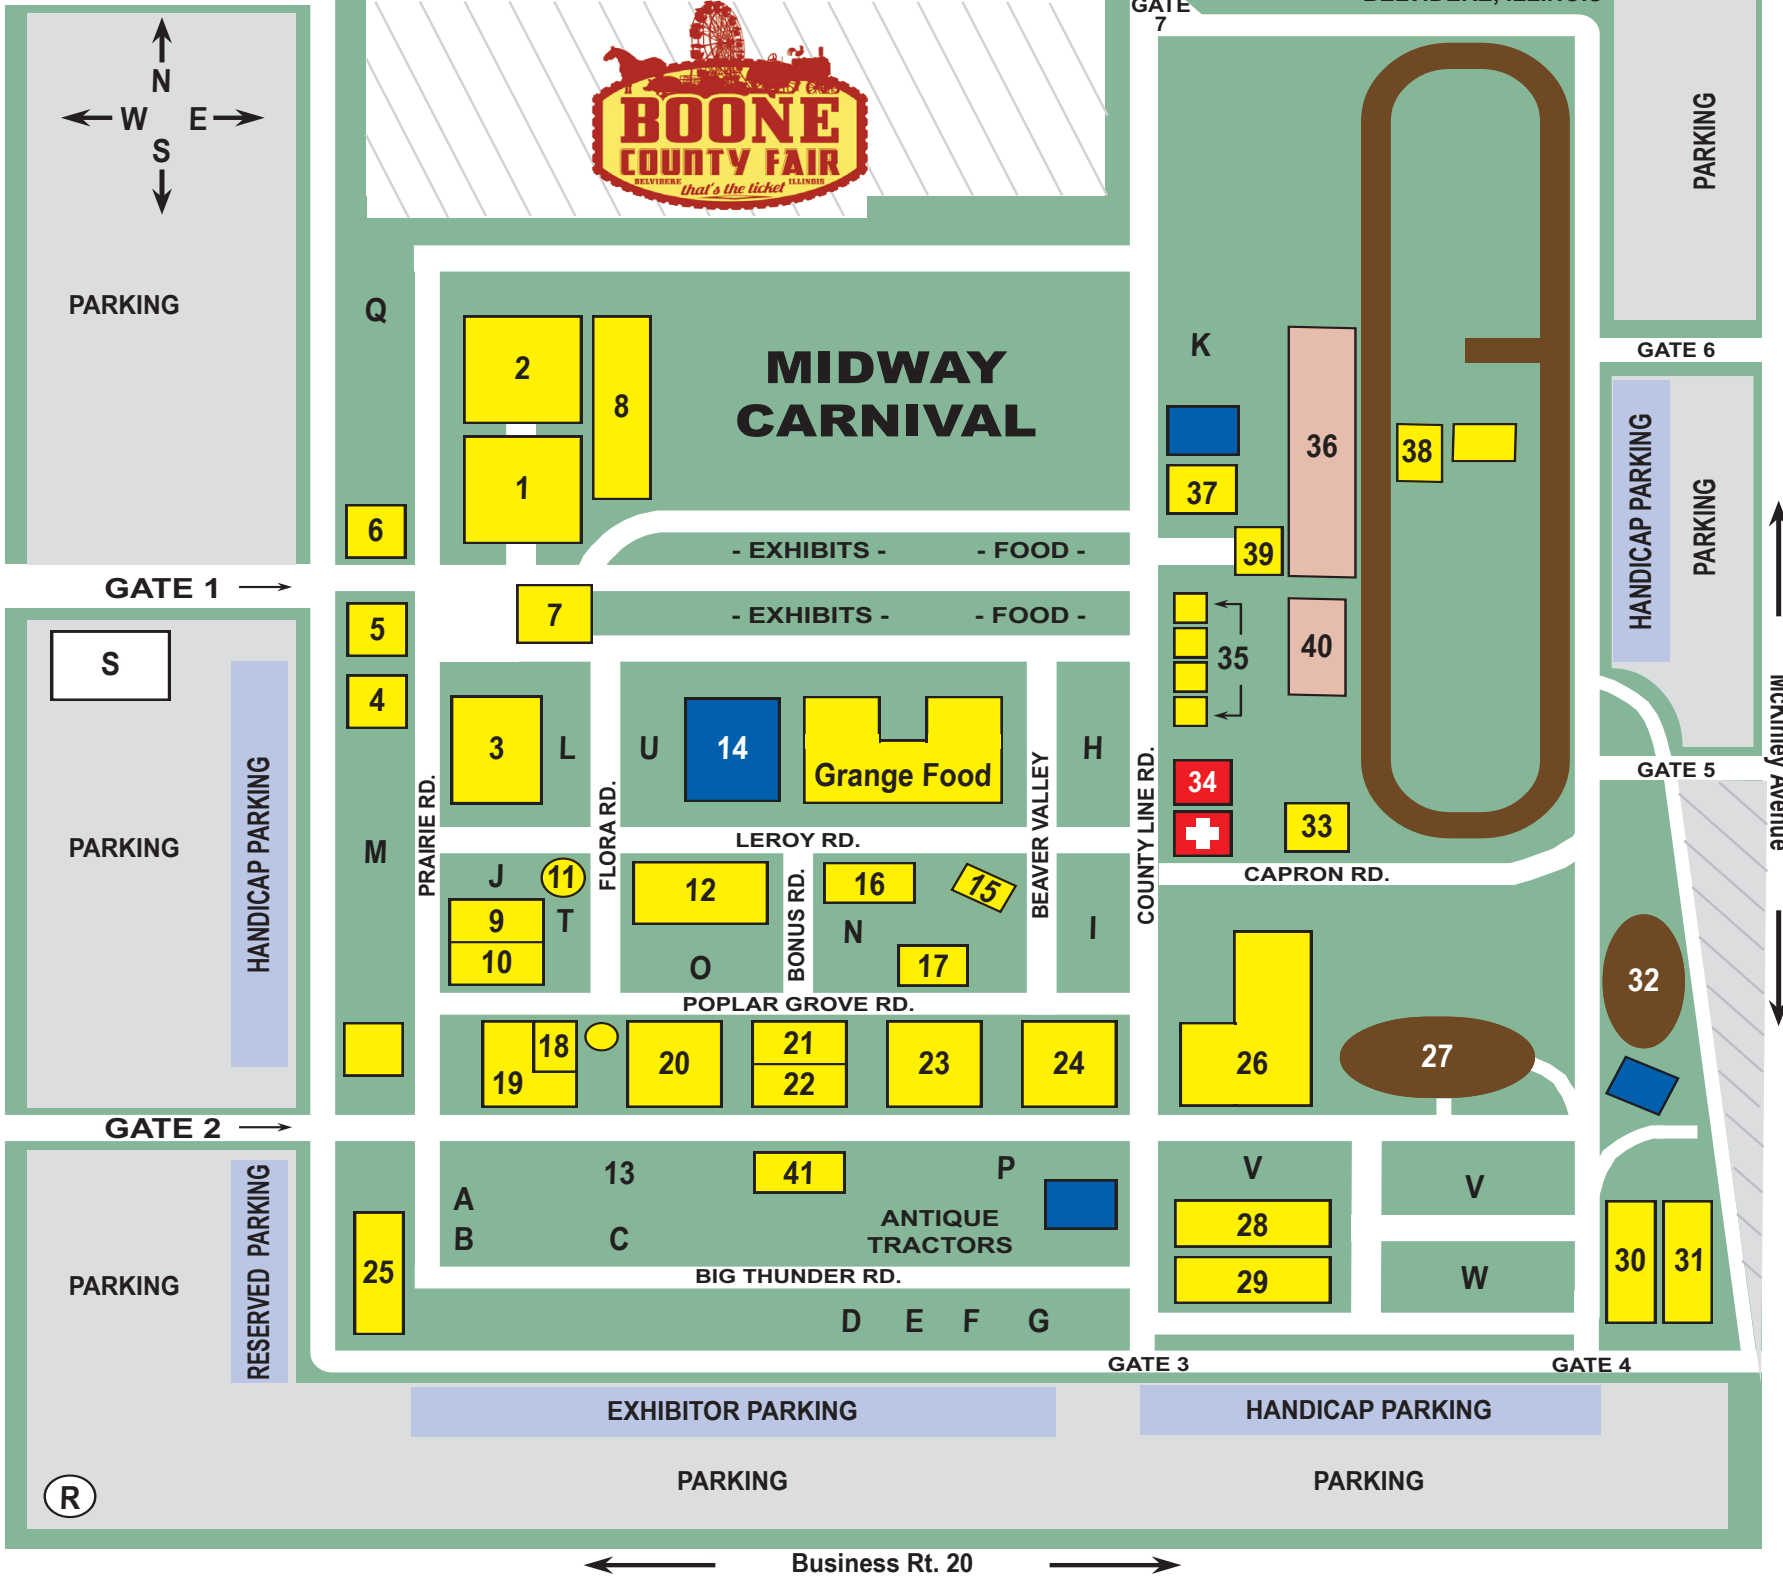 GATE
7
BELVIDERE, ILLINOIS
N
W E
S
BOONE
COUNTY FAIR
BELVIDERE ILLINOIS
that's the ticket
PARKING
PARKING
Q
K
GATE 6
2
8
MIDWAY
CARNIVAL
1
37
36
38
HANDICAP PARKING
PARKING
6
- EXHIBITS - - FOOD -
39
GATE 1
5
7
- EXHIBITS - - FOOD -
35
40
S
4
3
L
U
14
Grange Food
H
34
33
GATE 5
McKinley Avenue
PARKING
HANDICAP PARKING
M
PRAIRIE RD.
FLORA RD.
LEROY RD.
BEAVER VALLEY
COUNTY LINE RD.
CAPRON RD.
J
11
9
T
10
12
O
BONUS RD.
16
15
N
17
I
32
POPLAR GROVE RD.
18
19
20
21
22
23
24
26
27
GATE 2
A
B
13
C
41
P
ANTIQUE
TRACTORS
V
V
28
29
W
30
31
25
PARKING
RESERVED PARKING
BIG THUNDER RD.
D E F G
GATE 3
GATE 4
EXHIBITOR PARKING
HANDICAP PARKING
PARKING
PARKING
R
Business Rt. 20